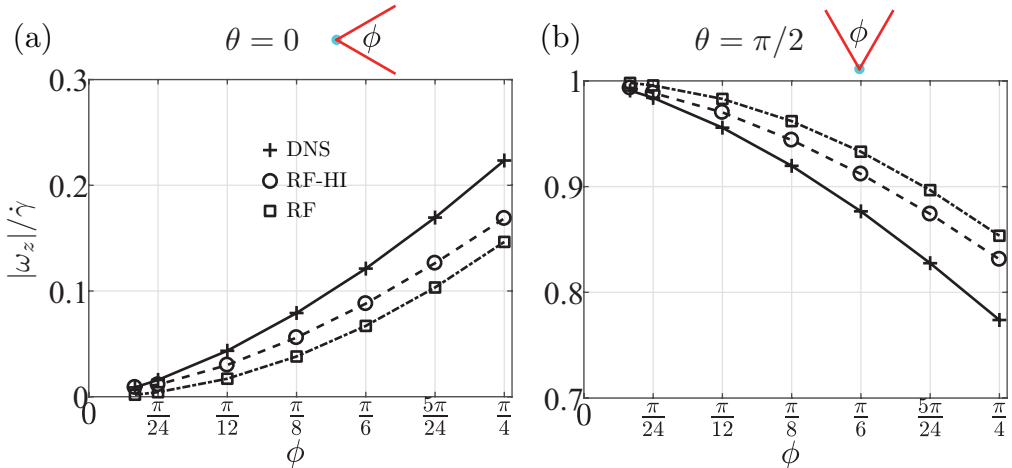 (a) θ = 0 ϕ
0.3
0.2
0.1
0
|ω_z|/γ̇
DNS
RF-HI
RF
0 π/24 π/12 π/8 π/6 5π/24 π/4
ϕ
(b) θ = π/2 ϕ
1
0.9
0.8
0.7
0 π/24 π/12 π/8 π/6 5π/24 π/4
ϕ